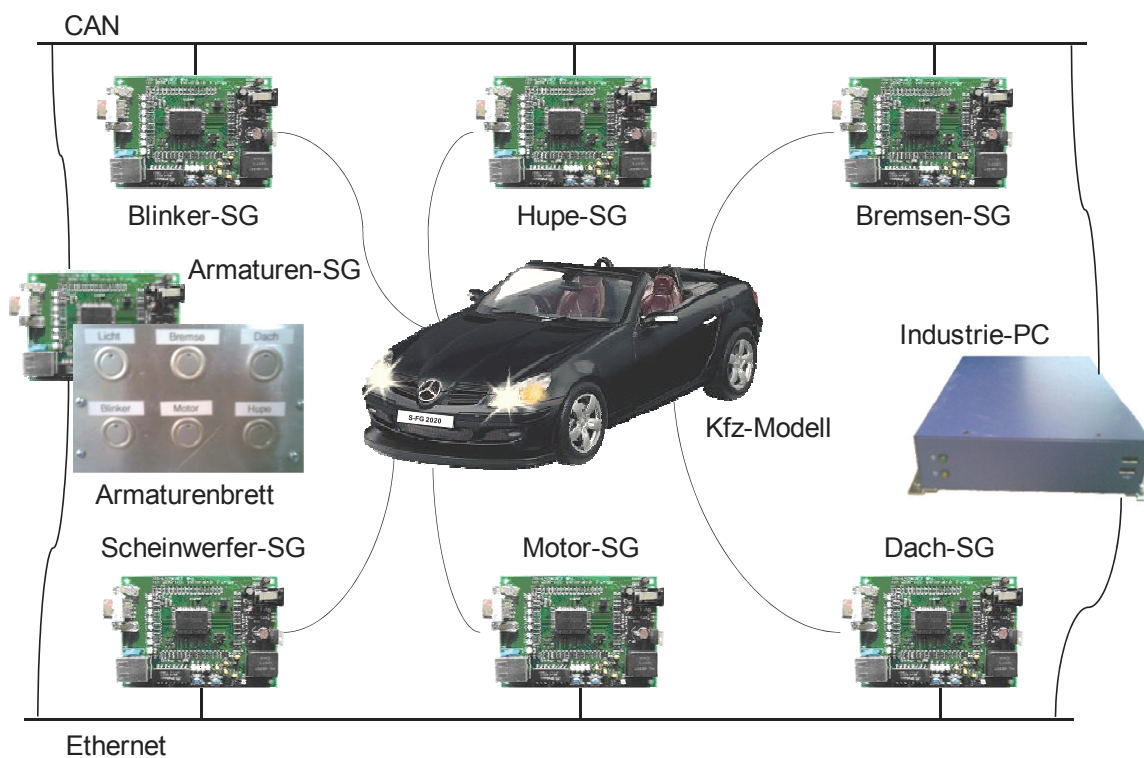 CAN
Blinker-SG
Hupe-SG
Bremsen-SG
Armaturen-SG
Licht
Bremse
Dach
Blinker
Motor
Hupe
Industrie-PC
S-FG 2020
Kfz-Modell
Armaturenbrett
Scheinwerfer-SG
Motor-SG
Dach-SG
Ethernet